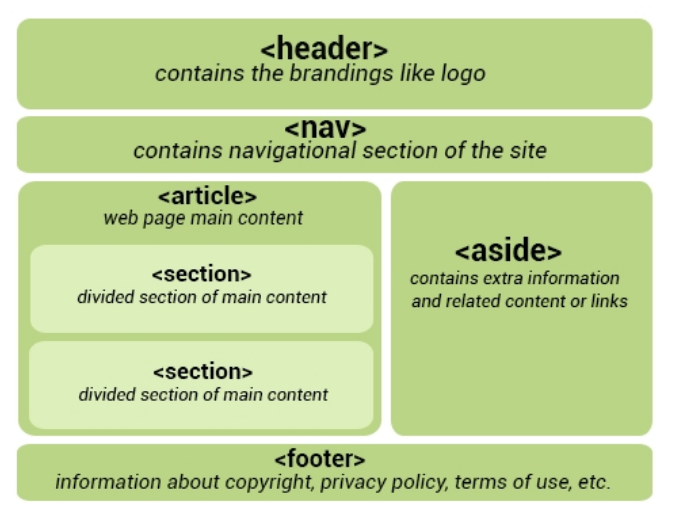 <header>
contains the brandings like logo
<nav>
contains navigational section of the site
<article>
web page main content
<section>
divided section of main content
<section>
divided section of main content
<aside>
contains extra information
and related content or links
<footer>
information about copyright, privacy policy, terms of use, etc.